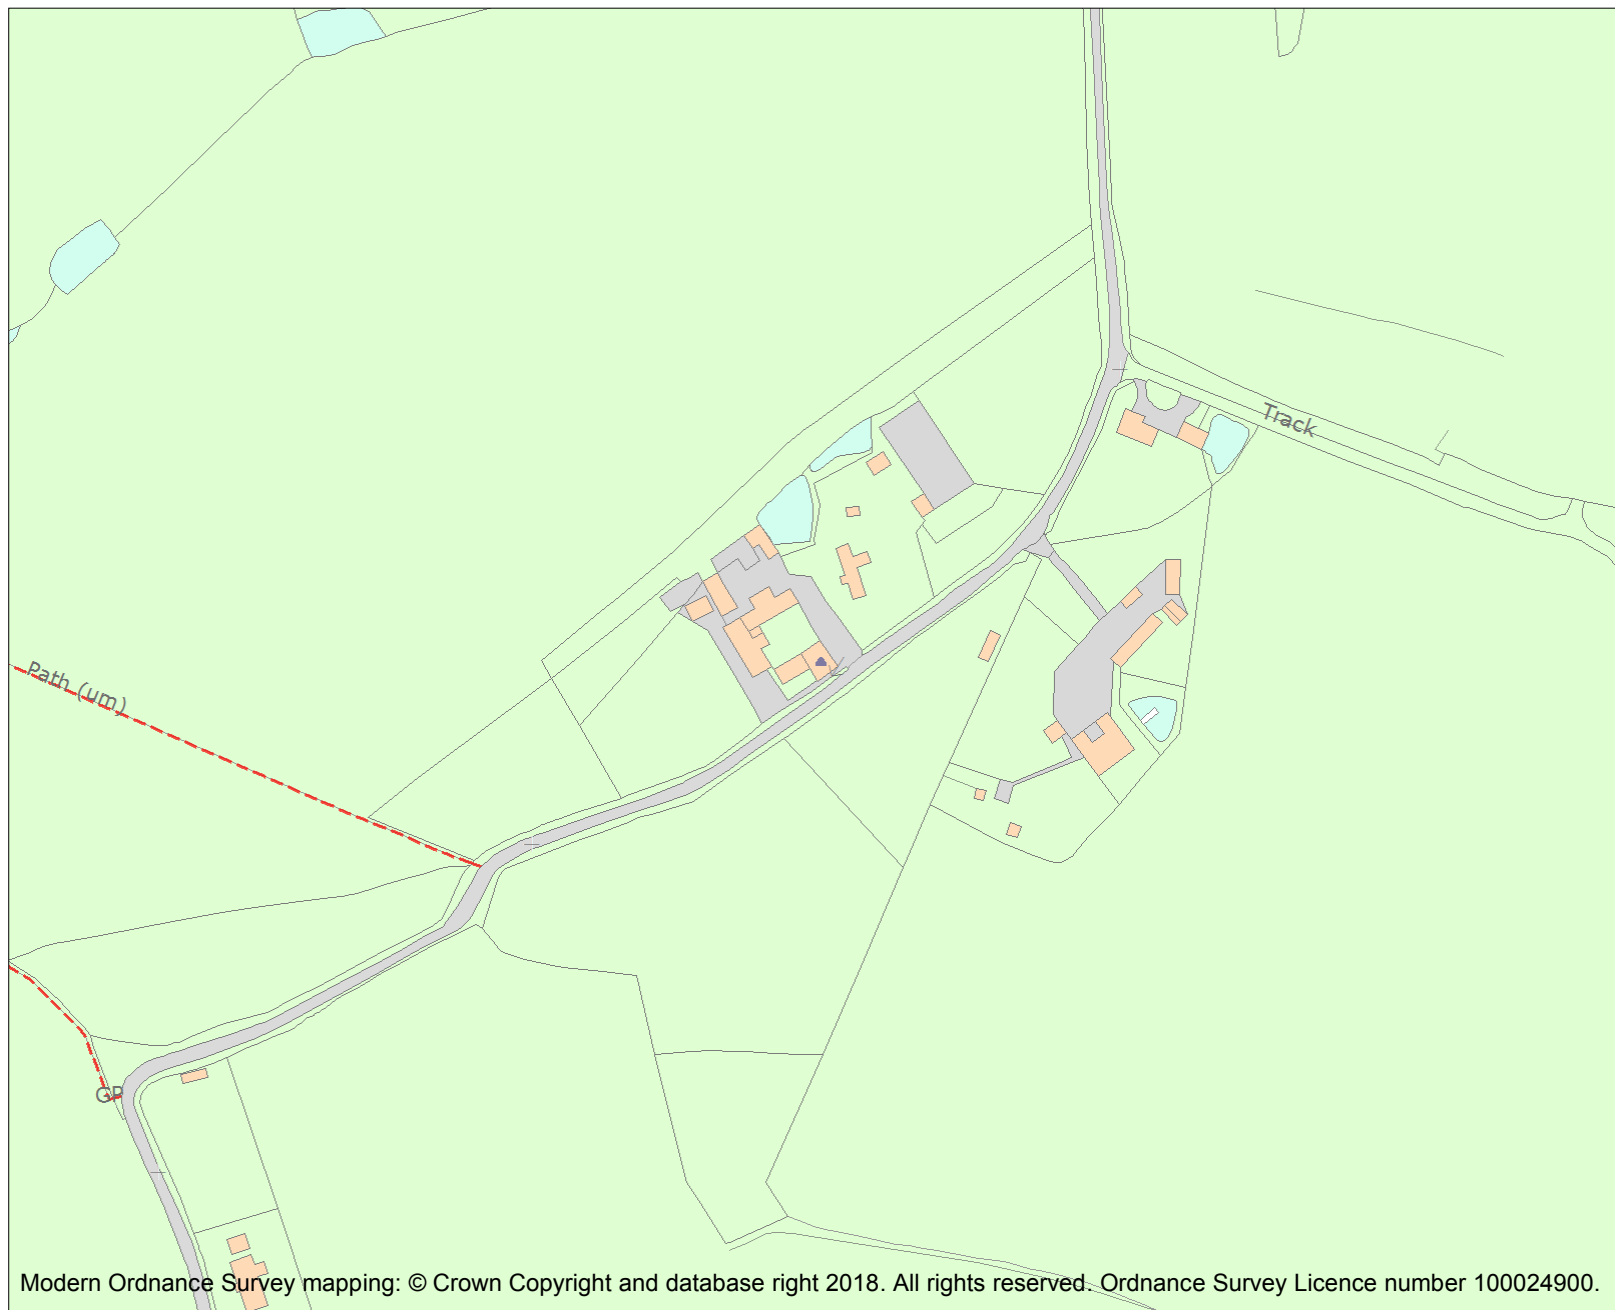 Track
Path (um)
GP
Modern Ordnance Survey mapping: © Crown Copyright and database right 2018. All rights reserved. Ordnance Survey Licence number 100024900.